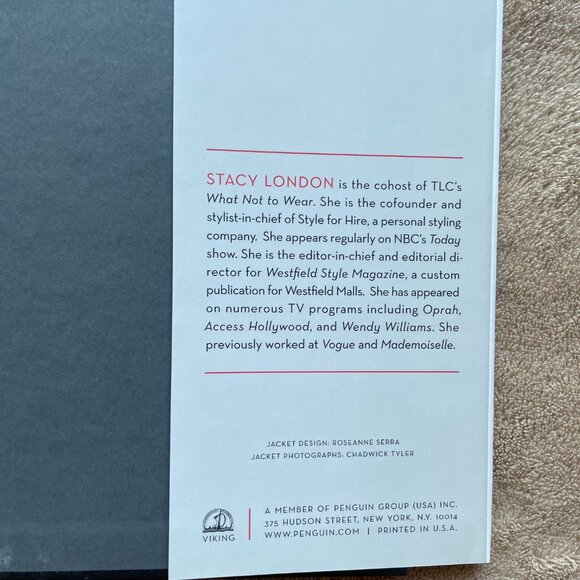 STACY LONDON is the cohost of TLC's
What Not to Wear. She is the cofounder and
stylist-in-chief of Style for Hire, a personal styling
company. She appears regularly on NBC's Today
show. She is the editor-in-chief and editorial di-
rector for Westfield Style Magazine, a custom
publication for Westfield Malls. She has appeared
on numerous TV programs including Oprah,
Access Hollywood, and Wendy Williams. She
previously worked at Vogue and Mademoiselle.
JACKET DESIGN: ROSEANNE SERRA
JACKET PHOTOGRAPHS: CHADWICK TYLER
VIKING
A MEMBER OF PENGUIN GROUP (USA) INC.
375 HUDSON STREET, NEW YORK, N.Y. 10014
WWW.PENGUIN.COM | PRINTED IN U.S.A.